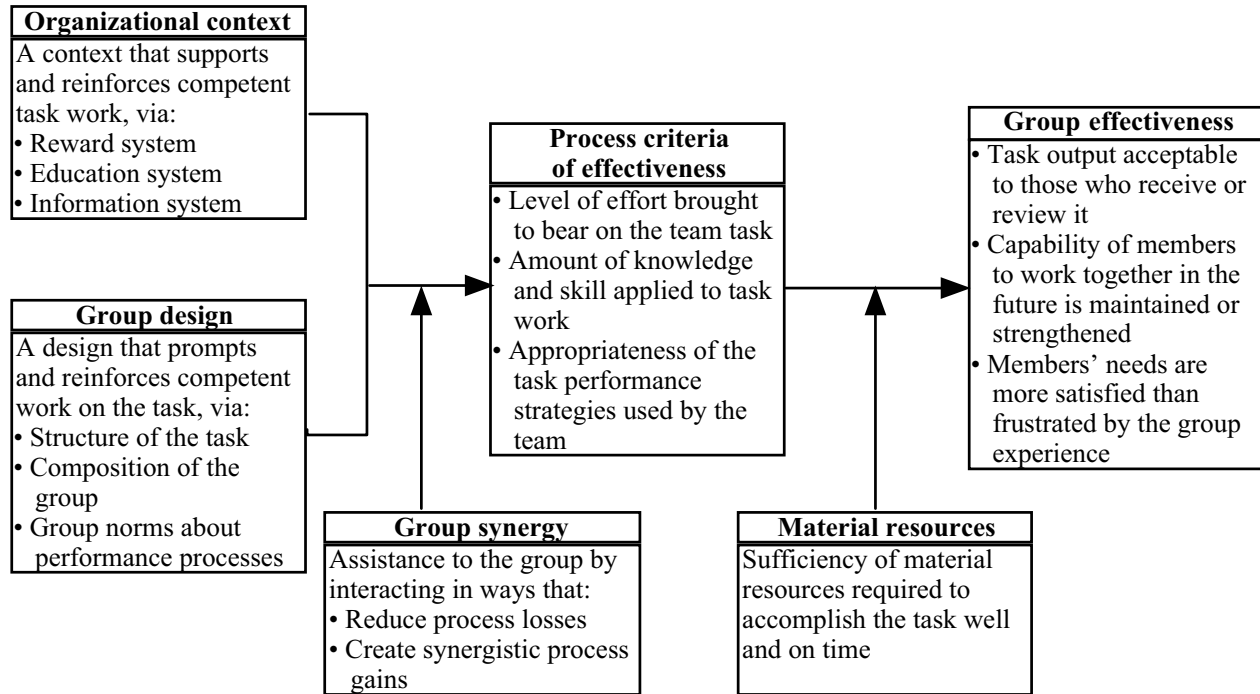 Organizational context
A context that supports
and reinforces competent
task work, via:
• Reward system
• Education system
• Information system
Group design
A design that prompts
and reinforces competent
work on the task, via:
• Structure of the task
• Composition of the
group
• Group norms about
performance processes
Process criteria
of effectiveness
• Level of effort brought
to bear on the team task
• Amount of knowledge
and skill applied to task
work
• Appropriateness of the
task performance
strategies used by the
team
Group synergy
Assistance to the group by
interacting in ways that:
• Reduce process losses
• Create synergistic process
gains
Material resources
Sufficiency of material
resources required to
accomplish the task well
and on time
Group effectiveness
• Task output acceptable
to those who receive or
review it
• Capability of members
to work together in the
future is maintained or
strengthened
• Members’ needs are
more satisfied than
frustrated by the group
experience